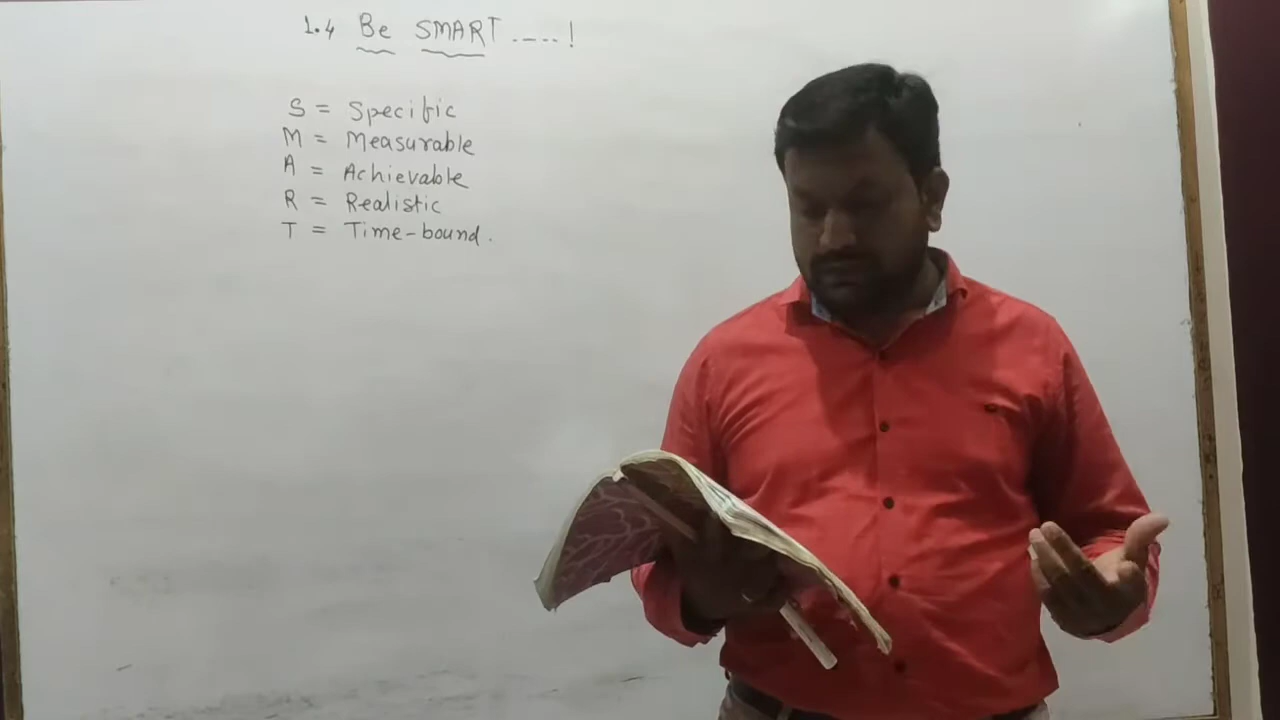 1.4 Be SMART ----!
S = Specific
M = Measurable
A = Achievable
R = Realistic
T = Time-bound.